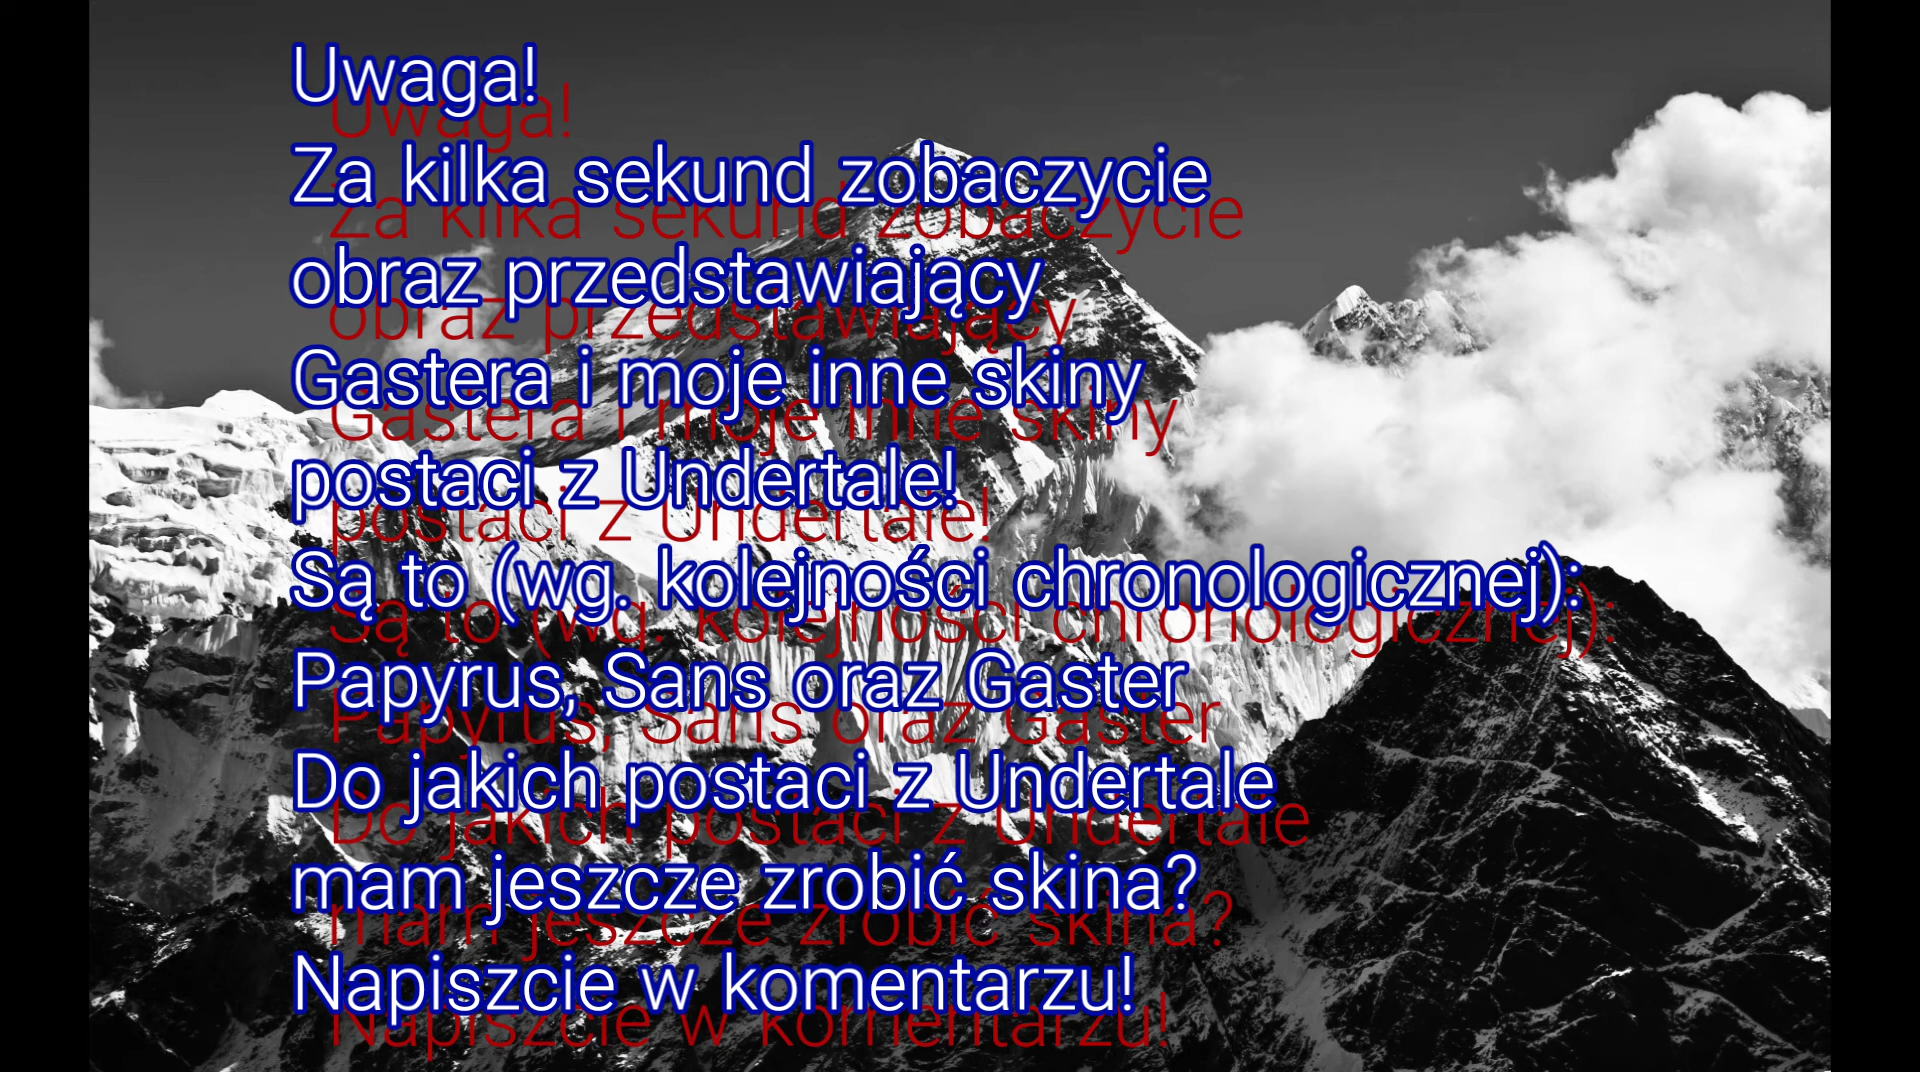 Uwaga!
Za kilka sekund zobaczycie
obraz przedstawiający
Gastera i moje inne skiny
postaci z Undertale!
Są to (wg. kolejności chronologicznej):
Papyrus, Sans oraz Gaster
Do jakich postaci z Undertale
mam jeszcze zrobić skina?
Napiszcie w komentarzu!